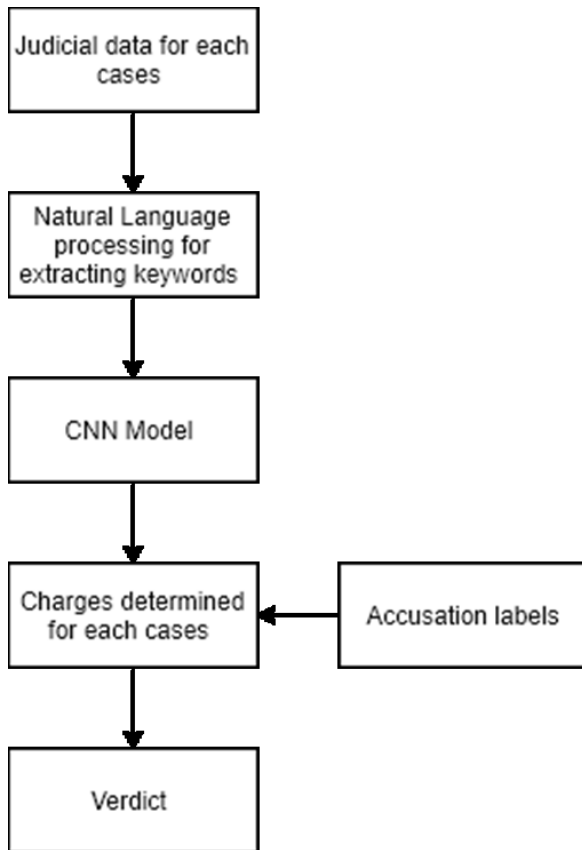 Judicial data for each
cases
Natural Language
processing for
extracting keywords
CNN Model
Charges determined
for each cases
Accusation labels
Verdict